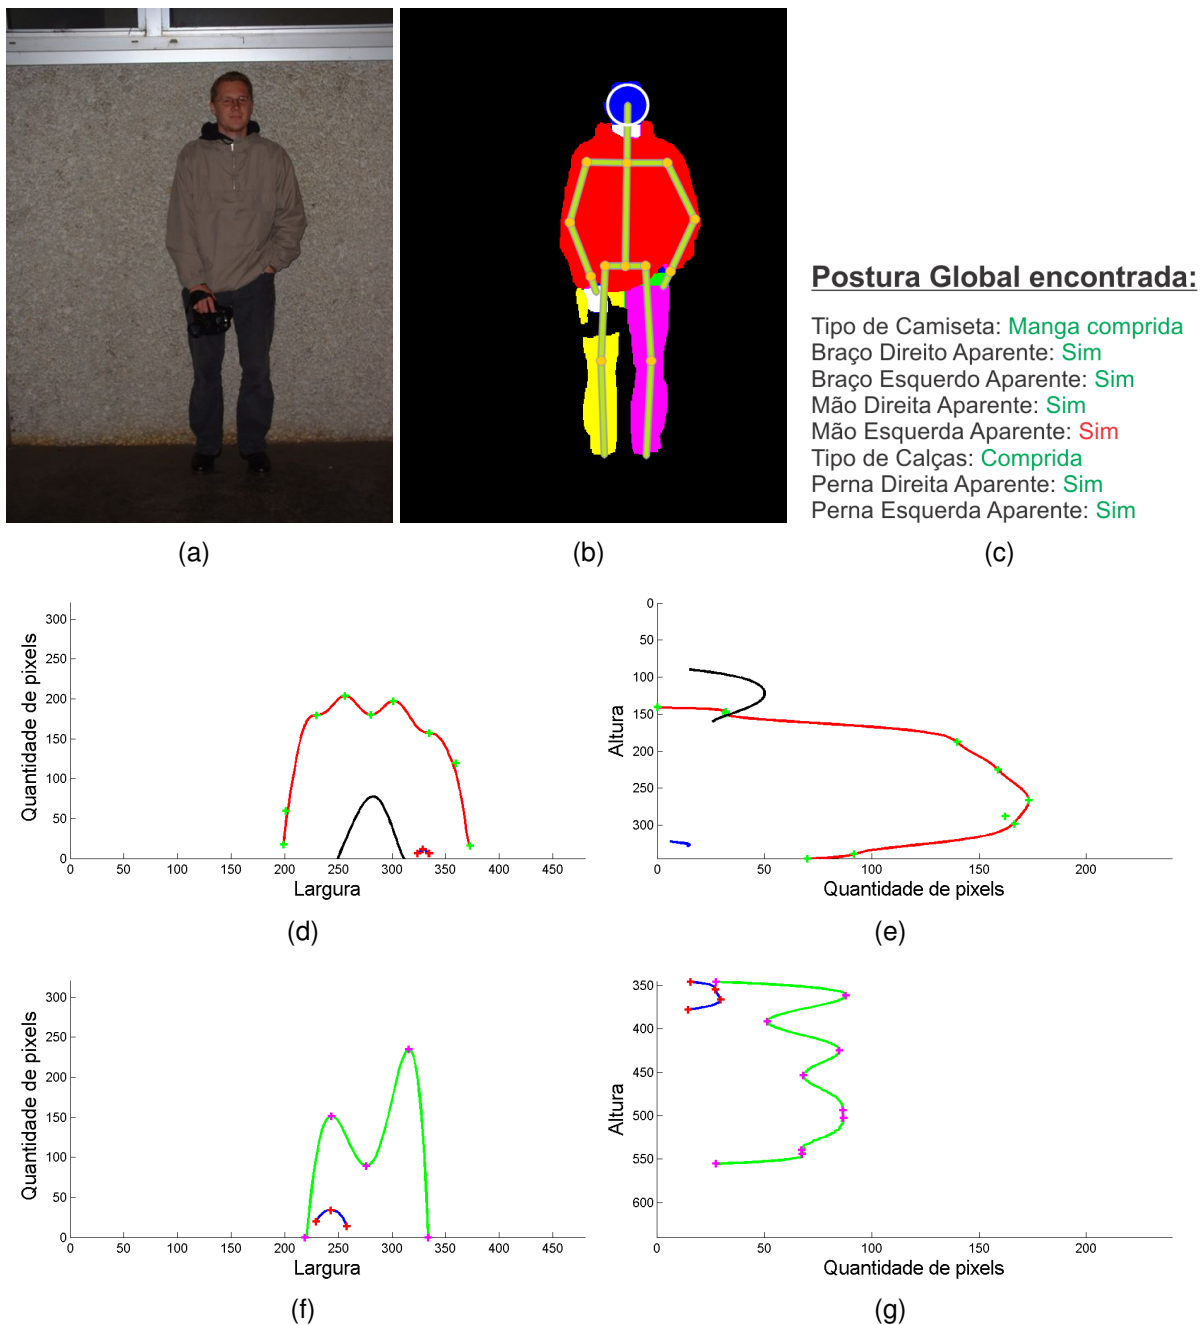 Postura Global encontrada:
Tipo de Camiseta: Manga comprida
Braço Direito Aparente: Sim
Braço Esquerdo Aparente: Sim
Mão Direita Aparente: Sim
Mão Esquerda Aparente: Sim
Tipo de Calças: Comprida
Perna Direita Aparente: Sim
Perna Esquerda Aparente: Sim
(a)
(b)
(c)
Quantidade de pixels
300
250
200
150
100
50
0
0 50 100 150 200 250 300 350 400 450
Largura
(d)
Altura
0
50
100
150
200
250
300
0 50 100 150 200
Quantidade de pixels
(e)
Quantidade de pixels
300
250
200
150
100
50
0
0 50 100 150 200 250 300 350 400 450
Largura
(f)
Altura
350
400
450
500
550
600
0 50 100 150 200
Quantidade de pixels
(g)